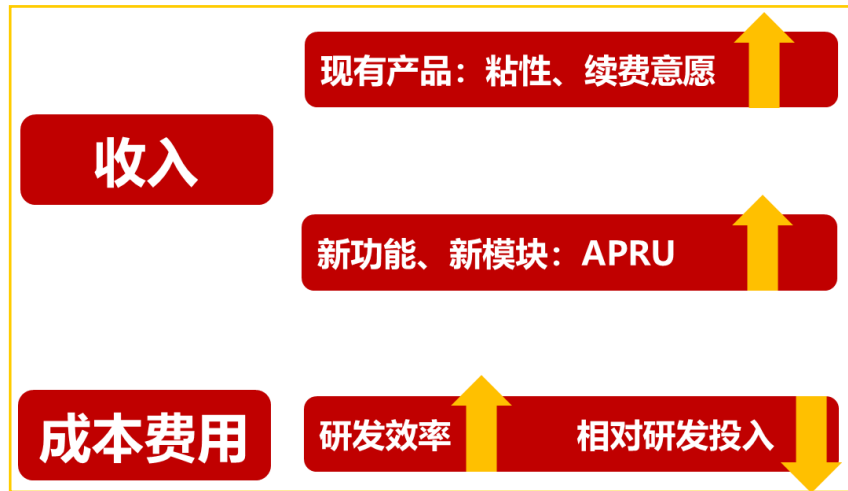 现有产品：粘性、续费意愿
收入
新功能、新模块：APRU
成本费用
研发效率 相对研发投入